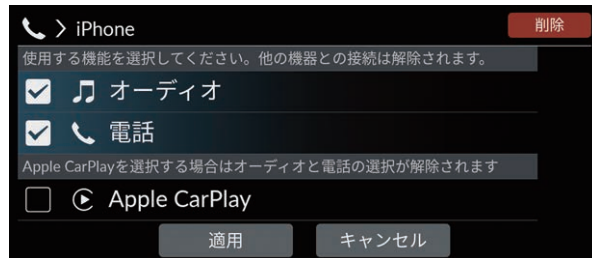 iPhone
削除
使用する機能を選択してください。他の機器との接続は解除されます。
オーディオ
電話
Apple CarPlayを選択する場合はオーディオと電話の選択が解除されます
Apple CarPlay
適用
キャンセル